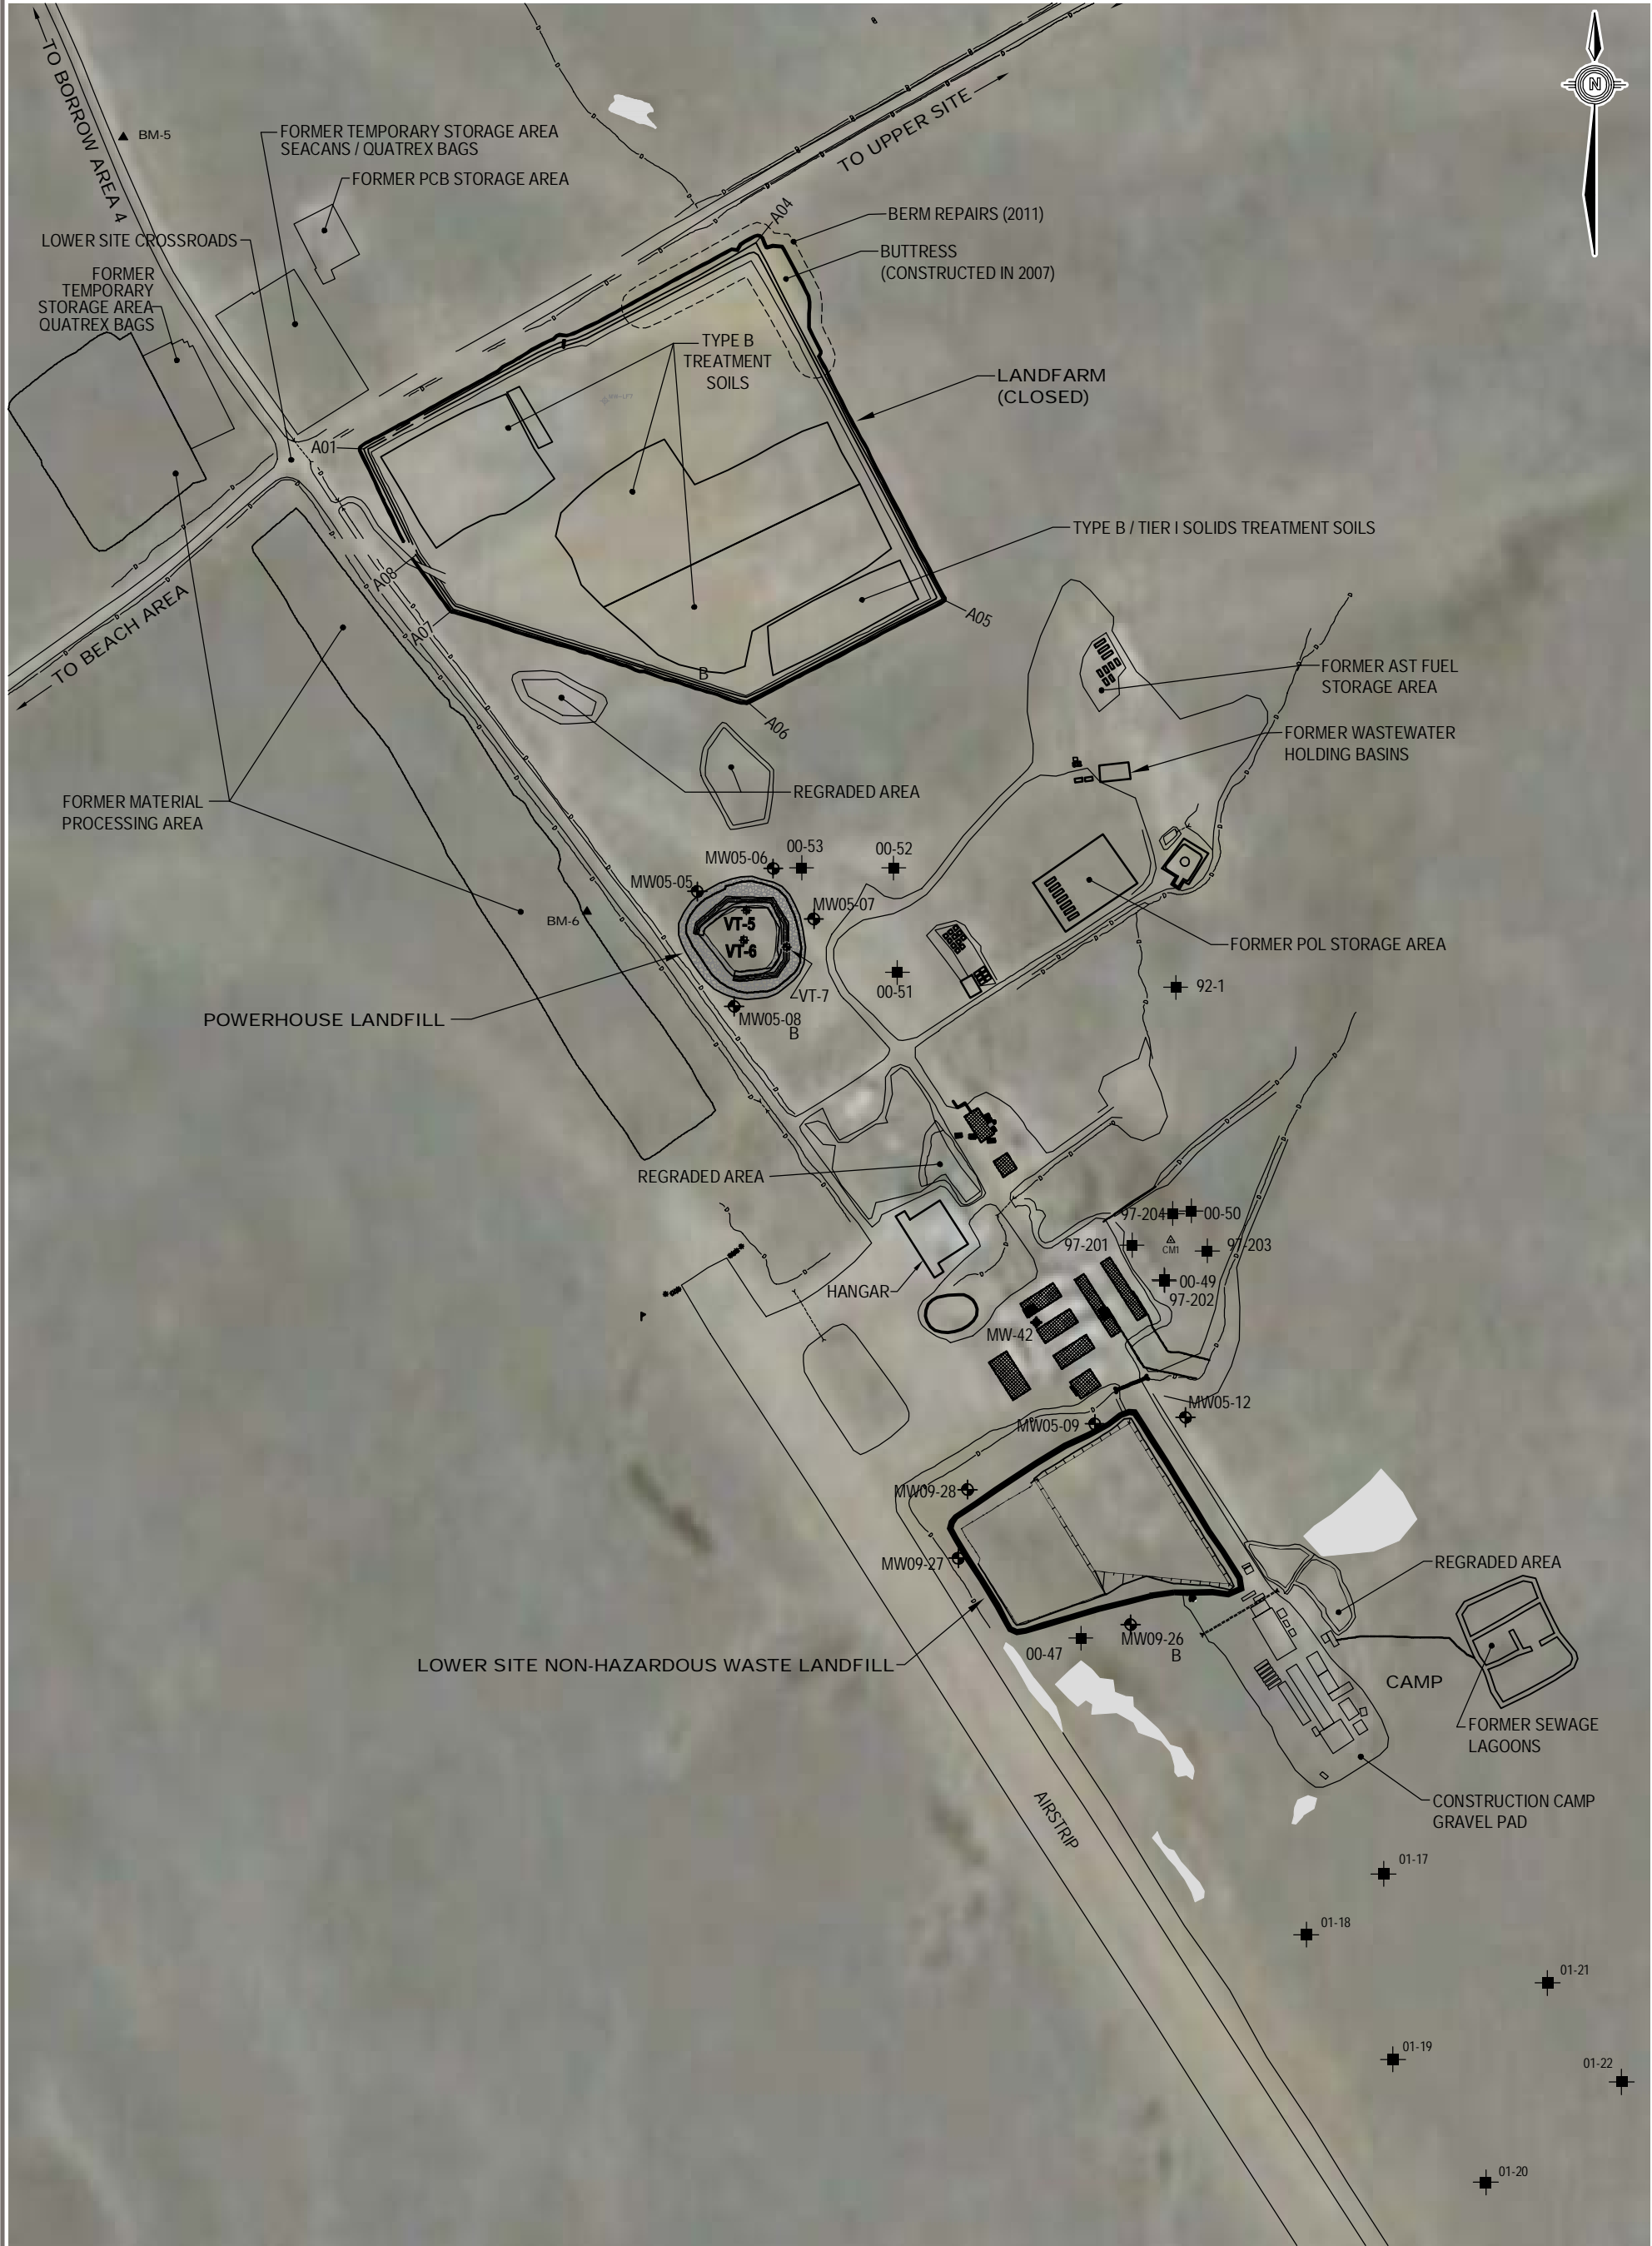 N
TO BORROW AREA 4
BM-5
FORMER TEMPORARY STORAGE AREA
SEACANS / QUATREX BAGS
FORMER PCB STORAGE AREA
TO UPPER SITE
LOWER SITE CROSSROADS
FORMER
TEMPORARY
STORAGE AREA
QUATREX BAGS
A04
BERM REPAIRS (2011)
BUTTRESS
(CONSTRUCTED IN 2007)
TYPE B
TREATMENT
SOILS
LANDFARM
(CLOSED)
A01
TYPE B / TIER I SOLIDS TREATMENT SOILS
A08
A07
A05
TO BEACH AREA
B
A06
FORMER AST FUEL
STORAGE AREA
FORMER WASTEWATER
HOLDING BASINS
REGRADED AREA
FORMER MATERIAL
PROCESSING AREA
MW05-06
00-53
00-52
MW05-05
MW05-07
BM-6
VT-5
VT-6
FORMER POL STORAGE AREA
00-51
VT-7
92-1
POWERHOUSE LANDFILL
MW05-08
B
REGRADED AREA
97-204
00-50
97-201
CM1
97-203
00-49
97-202
HANGAR
MW-42
MW05-12
MW05-09
MW09-28
MW09-27
REGRADED AREA
MW09-26
B
00-47
LOWER SITE NON-HAZARDOUS WASTE LANDFILL
CAMP
FORMER SEWAGE
LAGOONS
AIRSTRIP
CONSTRUCTION CAMP
GRAVEL PAD
01-17
01-18
01-21
01-19
01-22
01-20